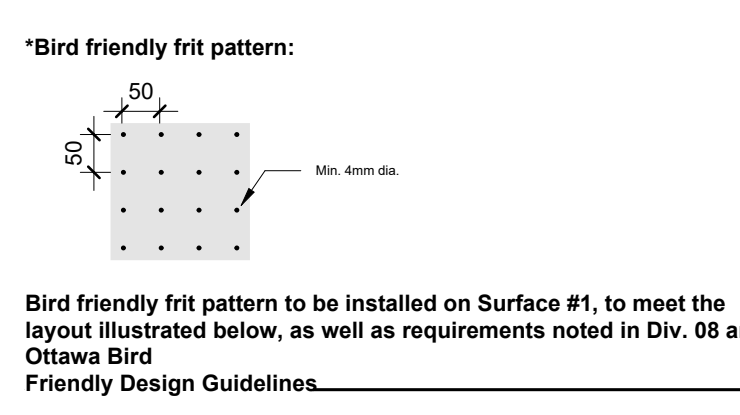 *Bird friendly frit pattern:
50
50
Min. 4mm dia.
Bird friendly frit pattern to be installed on Surface #1, to meet the
layout illustrated below, as well as requirements noted in Div. 08
Ottawa Bird
Friendly Design Guidelines